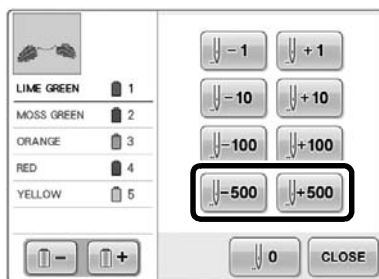 -1 +1
LIME GREEN 1
-10 +10
MOSS GREEN 2
ORANGE 3
-100 +100
RED 4
YELLOW 5
-500 +500
- +
0 CLOSE